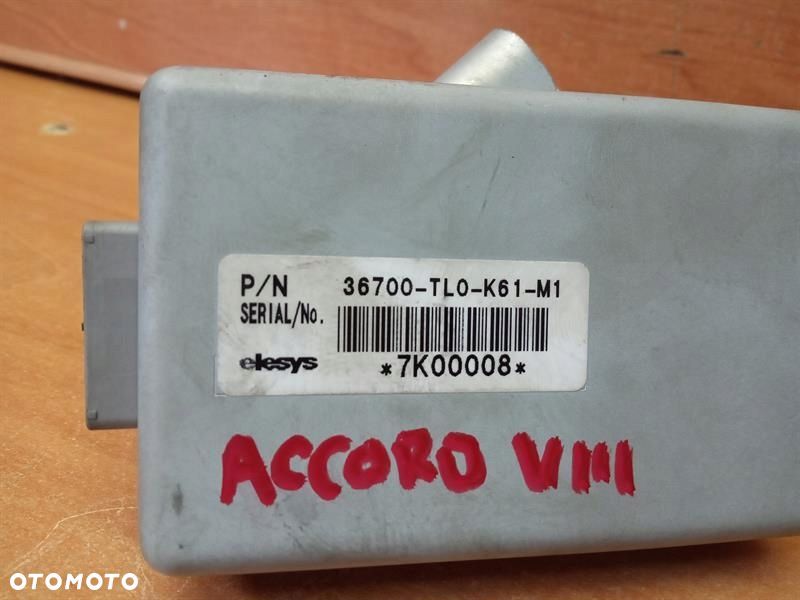 P/N 36700-TL0-K61-M1
SERIAL/No.
elesys *7K00008*
ACCORD VIII
OTOMOTO